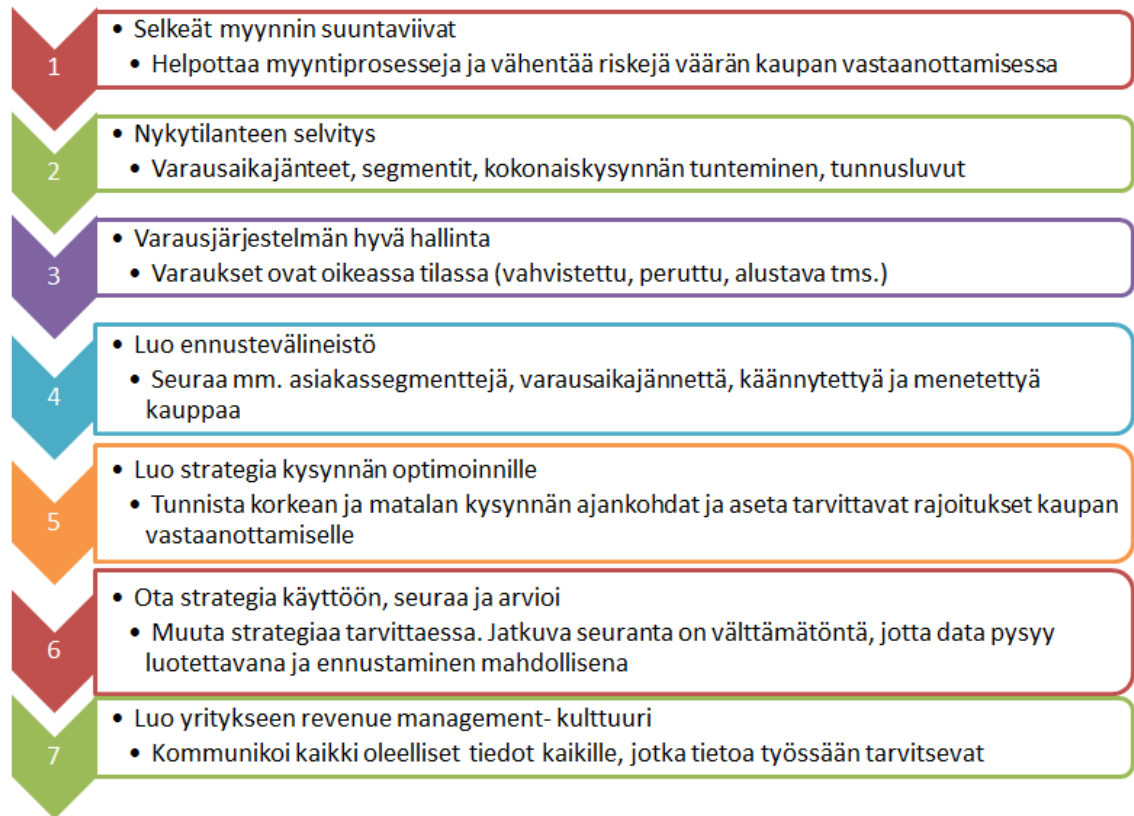 1
• Selkeät myynnin suuntaviivat
• Helpottaa myyntiprosesseja ja vähentää riskejä väärän kaupan vastaanottamisessa
2
• Nykytilanteen selvitys
• Varausaikajänteet, segmentit, kokonaiskysynnän tunteminen, tunnusluvut
3
• Varausjärjestelmän hyvä hallinta
• Varaukset ovat oikeassa tilassa (vahvistettu, peruttu, alustava tms.)
4
• Luo ennustevälineistö
• Seuraa mm. asiakassegmenttejä, varausaikajännettä, käännytettyä ja menetettyä
kauppaa
5
• Luo strategia kysynnän optimoinnille
• Tunnista korkean ja matalan kysynnän ajankohdat ja aseta tarvittavat rajoitukset kaupan
vastaanottamiselle
6
• Ota strategia käyttöön, seuraa ja arvioi
• Muuta strategiaa tarvittaessa. Jatkuva seuranta on välttämätöntä, jotta data pysyy
luotettavana ja ennustaminen mahdollisena
7
• Luo yritykseen revenue management- kulttuuri
• Kommunikoi kaikki oleelliset tiedot kaikille, jotka tietoa työssään tarvitsevat